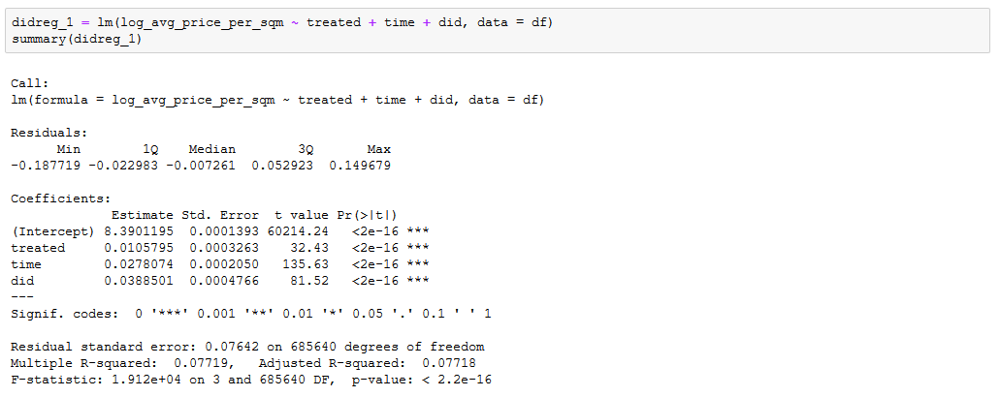 didreg_1 = lm(log_avg_price_per_sqm ~ treated + time + did, data = df)
summary(didreg_1)
Call:
lm(formula = log_avg_price_per_sqm ~ treated + time + did, data = df)
Residuals:
      Min        1Q    Median        3Q       Max
-0.187719 -0.022983 -0.007261  0.052923  0.149679
Coefficients:
             Estimate Std. Error  t value Pr(>|t|)
(Intercept) 8.3901195  0.0001393 60214.24   <2e-16 ***
treated     0.0105795  0.0003263    32.43   <2e-16 ***
time        0.0278074  0.0002050   135.63   <2e-16 ***
did         0.0388501  0.0004766    81.52   <2e-16 ***
---
Signif. codes:  0 '***' 0.001 '**' 0.01 '*' 0.05 '.' 0.1 ' ' 1
Residual standard error: 0.07642 on 685640 degrees of freedom
Multiple R-squared:  0.07719,   Adjusted R-squared:  0.07718
F-statistic: 1.912e+04 on 3 and 685640 DF,  p-value: < 2.2e-16